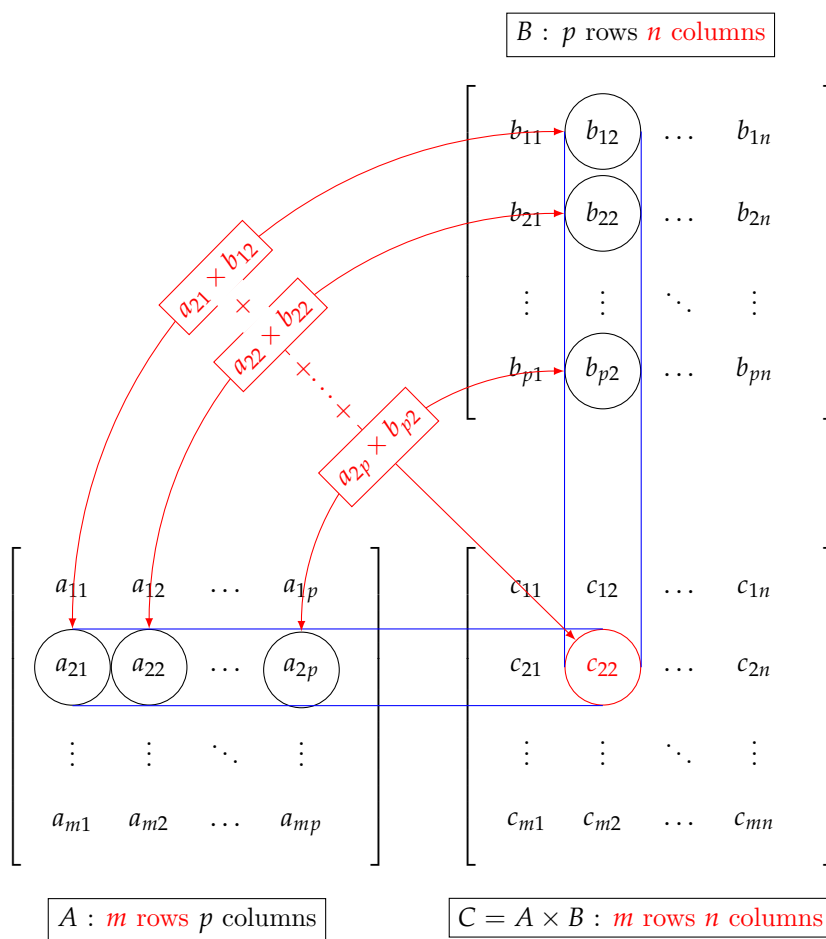 B : p rows n columns
b₁₁ b₁₂ … b₁ₙ
b₂₁ b₂₂ … b₂ₙ
⋮ ⋮ ⋱ ⋮
bₚ₁ bₚ₂ … bₚₙ
a₂₁ × b₁₂
+
a₂₂ × b₂₂
+ ⋯ +
a₂ₚ × bₚ₂
a₁₁ a₁₂ … a₁ₚ
a₂₁ a₂₂ … a₂ₚ
⋮ ⋮ ⋱ ⋮
aₘ₁ aₘ₂ … aₘₚ
c₁₁ c₁₂ … c₁ₙ
c₂₁ c₂₂ … c₂ₙ
⋮ ⋮ ⋱ ⋮
cₘ₁ cₘ₂ … cₘₙ
A : m rows p columns
C = A × B : m rows n columns